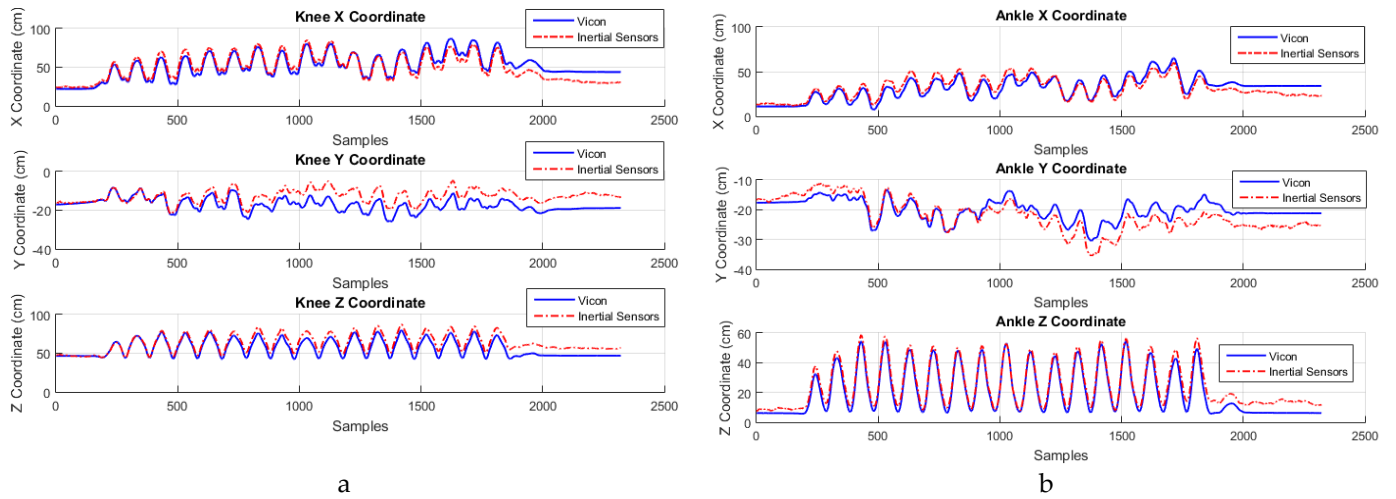 Knee X Coordinate
X Coordinate (cm)
100
50
0
0 500 1000 1500 2000 2500
Samples
Vicon
Inertial Sensors
Knee Y Coordinate
Y Coordinate (cm)
0
-20
-40
0 500 1000 1500 2000 2500
Samples
Vicon
Inertial Sensors
Knee Z Coordinate
Z Coordinate (cm)
100
50
0
0 500 1000 1500 2000 2500
Samples
Vicon
Inertial Sensors
a
Ankle X Coordinate
X Coordinate (cm)
100
50
0
0 500 1000 1500 2000 2500
Samples
Vicon
Inertial Sensors
Ankle Y Coordinate
Y Coordinate (cm)
-10
-20
-30
-40
0 500 1000 1500 2000 2500
Samples
Vicon
Inertial Sensors
Ankle Z Coordinate
Z Coordinate (cm)
60
40
20
0
0 500 1000 1500 2000 2500
Samples
Vicon
Inertial Sensors
b